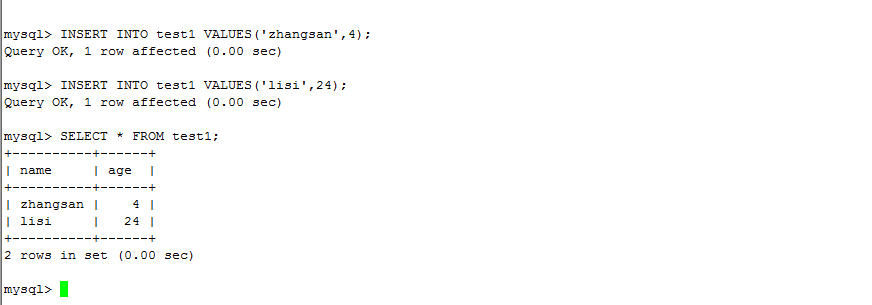 mysql> INSERT INTO test1 VALUES('zhangsan',4);
Query OK, 1 row affected (0.00 sec)
mysql> INSERT INTO test1 VALUES('lisi',24);
Query OK, 1 row affected (0.00 sec)
mysql> SELECT * FROM test1;
+----------+------+
| name     | age  |
+----------+------+
| zhangsan |    4 |
| lisi     |   24 |
+----------+------+
2 rows in set (0.00 sec)
mysql>